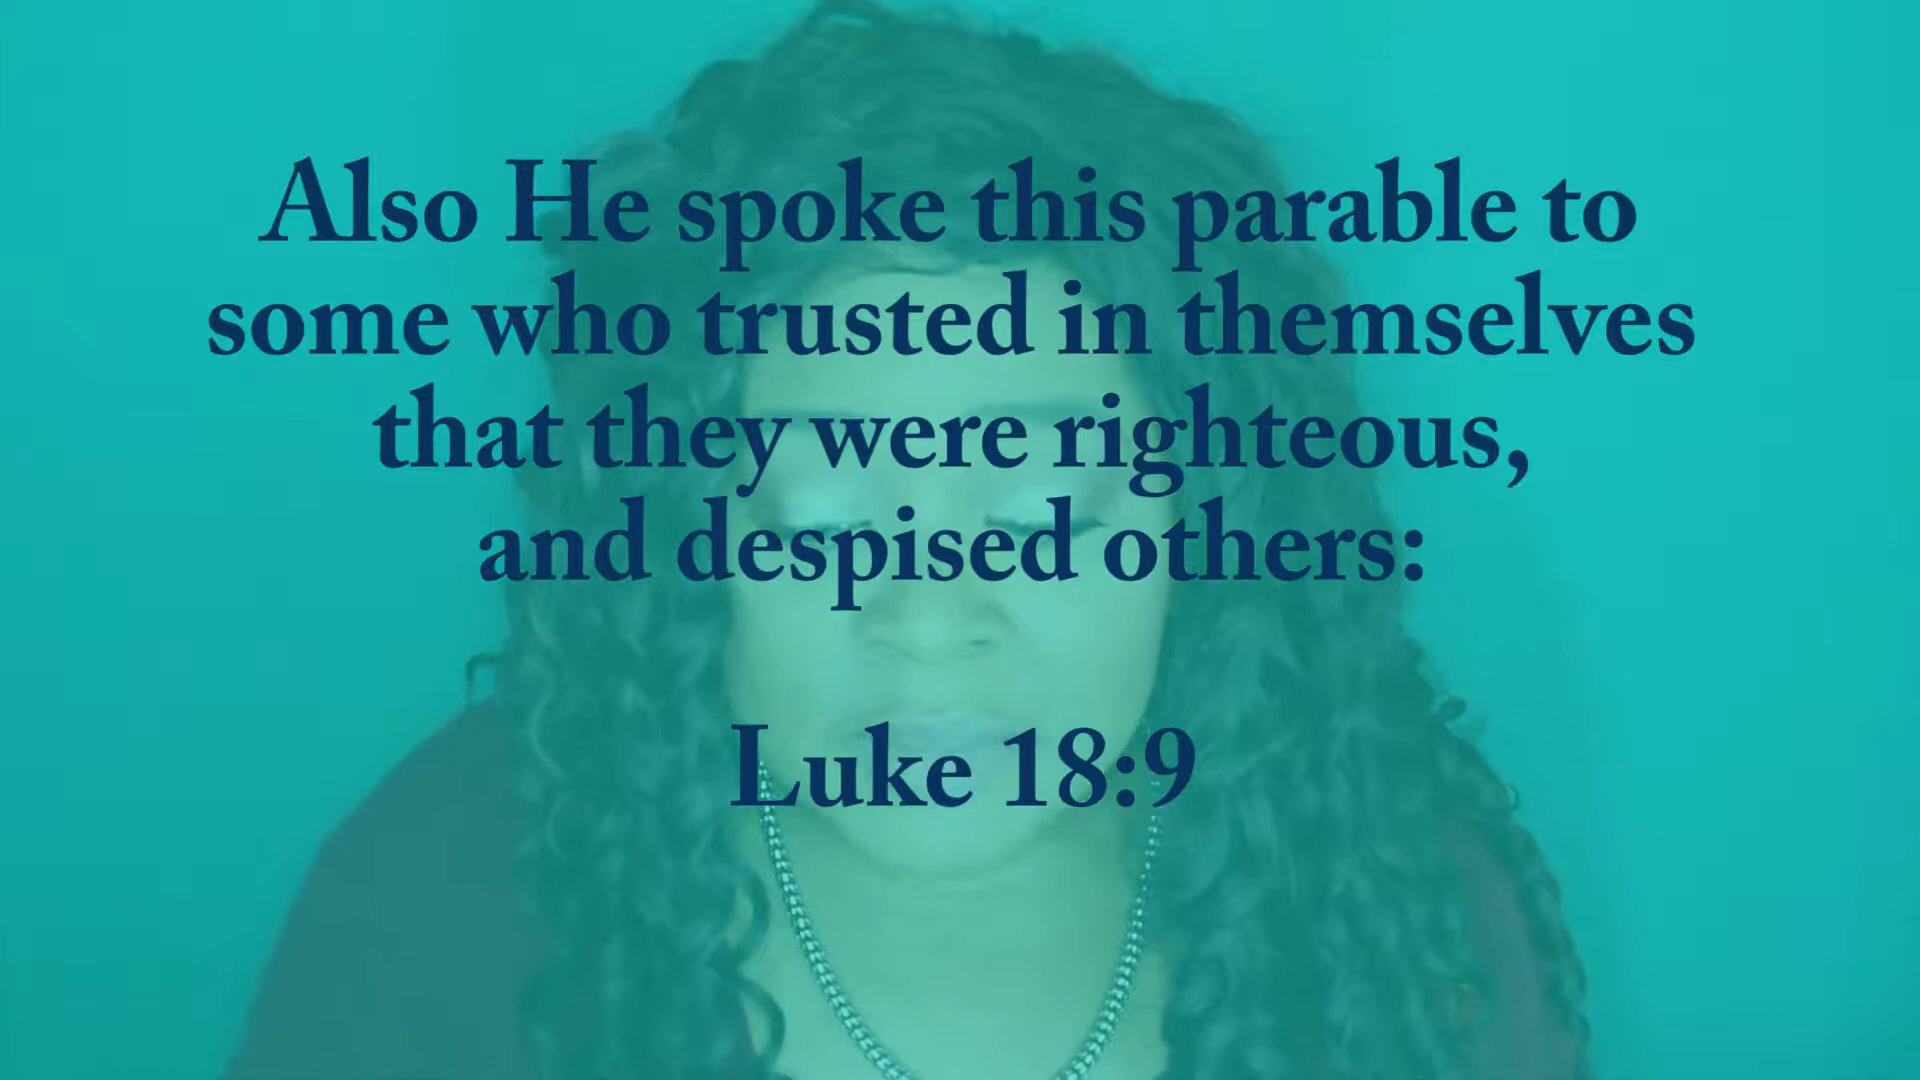 Also He spoke this parable to
some who trusted in themselves
that they were righteous,
and despised others:
Luke 18:9